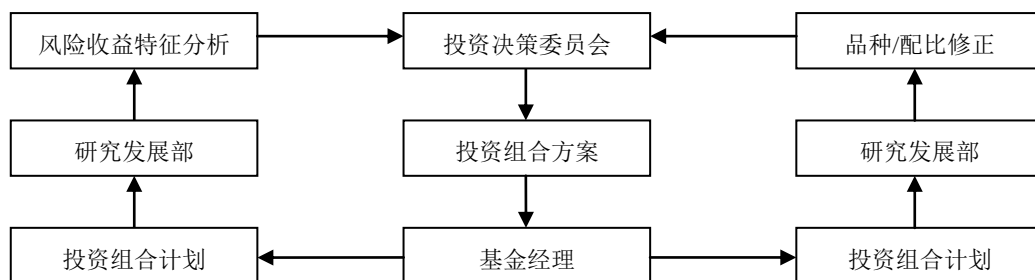 风险收益特征分析
投资决策委员会
品种/配比修正
研究发展部
投资组合方案
研究发展部
投资组合计划
基金经理
投资组合计划